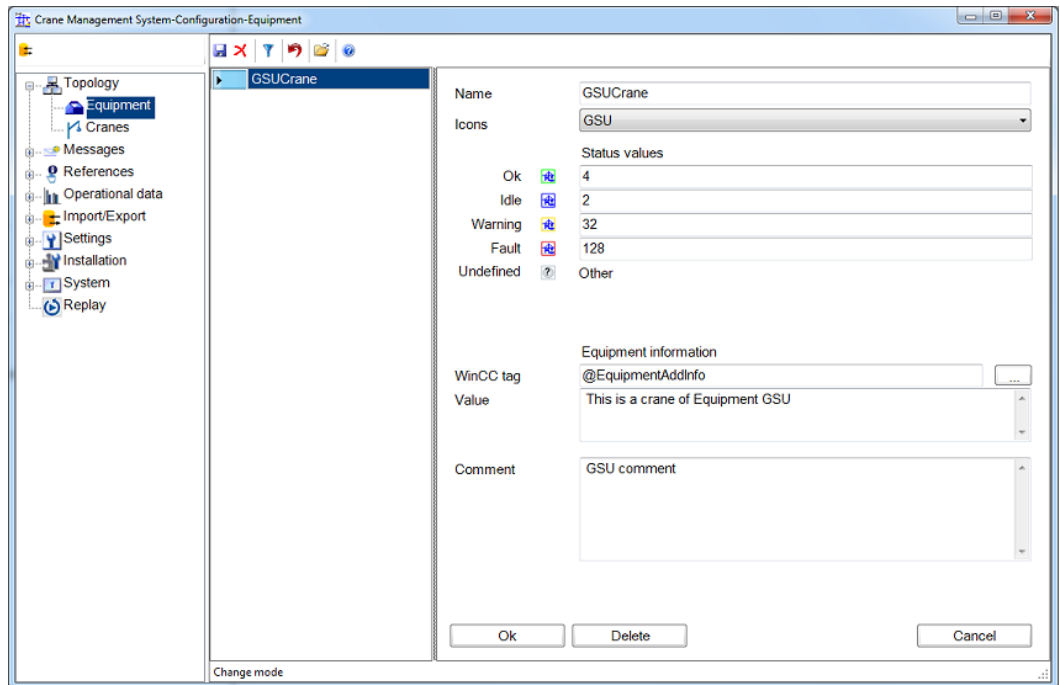 Crane Management System-Configuration-Equipment
Topology
Equipment
Cranes
Messages
References
Operational data
Import/Export
Settings
Installation
System
Replay
GSUCrane
Name GSUCrane
Icons GSU
Status values
Ok 4
Idle 2
Warning 32
Fault 128
Undefined ? Other
Equipment information
WinCC tag @EquipmentAddInfo ...
Value This is a crane of Equipment GSU
Comment GSU comment
Ok Delete Cancel
Change mode